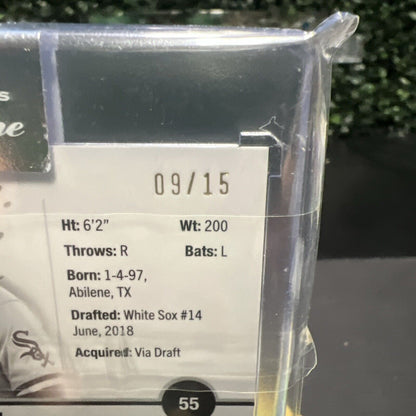 09/15
Ht: 6'2" Wt: 200
Throws: R Bats: L
Born: 1-4-97,
Abilene, TX
Drafted: White Sox #14
June, 2018
Acquired: Via Draft
Sox
55